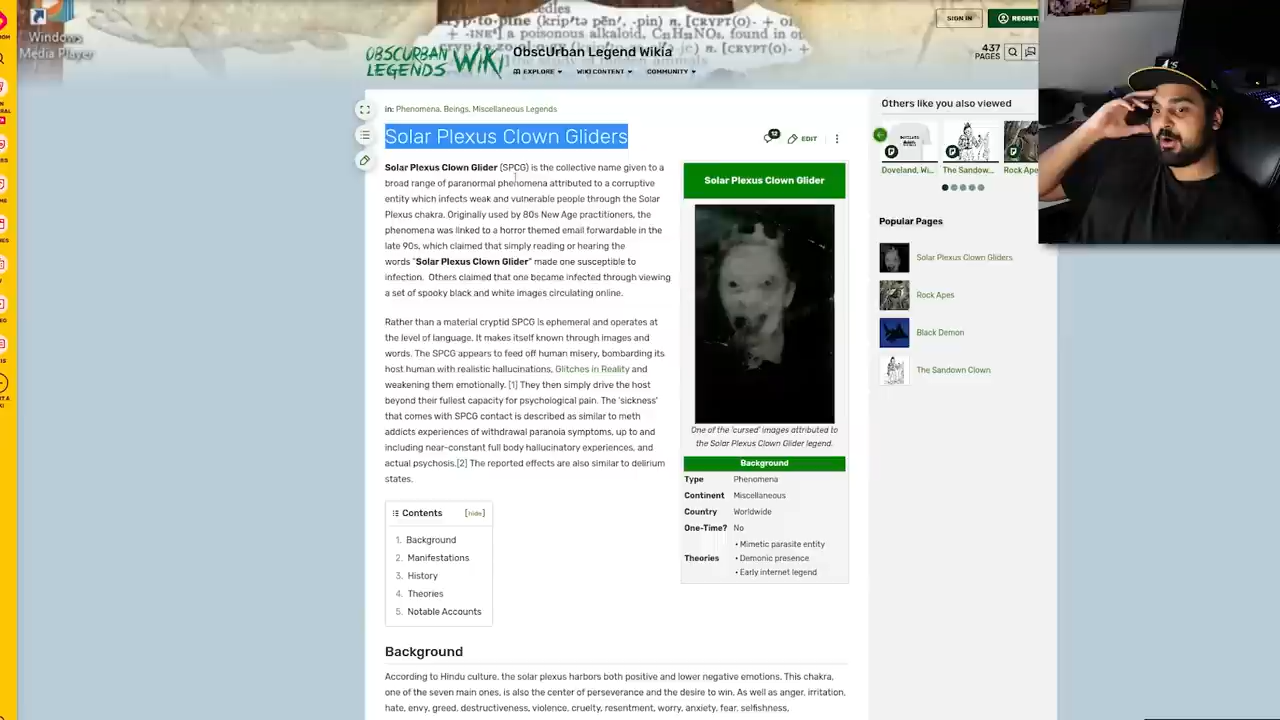 Windows
Media Player
needles
(krip'tə pēn', -pin) n. [CRYPT(O)- +
-INE⁴] a poisonous alkaloid, C₂₁H₂₃NO₅, found in
[CRYPT(O)- +
SIGN IN
REGIST
OBSCURBAN
LEGENDS WIKI
ObscUrban Legend Wikia
437
PAGES
EXPLORE
WIKI CONTENT
COMMUNITY
in: Phenomena, Beings, Miscellaneous Legends
Solar Plexus Clown Gliders
12
EDIT
Solar Plexus Clown Glider (SPCG) is the collective name given to a
broad range of paranormal phenomena attributed to a corruptive
entity which infects weak and vulnerable people through the Solar
Plexus chakra. Originally used by 80s New Age practitioners, the
phenomena was linked to a horror themed email forwardable in the
late 90s, which claimed that simply reading or hearing the
words "Solar Plexus Clown Glider" made one susceptible to
infection. Others claimed that one became infected through viewing
a set of spooky black and white images circulating online.
Rather than a material cryptid SPCG is ephemeral and operates at
the level of language. It makes itself known through images and
words. The SPCG appears to feed off human misery, bombarding its
host human with realistic hallucinations, Glitches in Reality and
weakening them emotionally. [1] They then simply drive the host
beyond their fullest capacity for psychological pain. The 'sickness'
that comes with SPCG contact is described as similar to meth
addicts experiences of withdrawal paranoia symptoms, up to and
including near-constant full body hallucinatory experiences, and
actual psychosis.[2] The reported effects are also similar to delirium
states.
Solar Plexus Clown Glider
One of the 'cursed' images attributed to
the Solar Plexus Clown Glider legend.
Background
Type Phenomena
Continent Miscellaneous
Country Worldwide
One-Time? No
Theories
• Mimetic parasite entity
• Demonic presence
• Early internet legend
Contents [hide]
1. Background
2. Manifestations
3. History
4. Theories
5. Notable Accounts
Background
According to Hindu culture, the solar plexus harbors both positive and lower negative emotions. This chakra,
one of the seven main ones, is also the center of perseverance and the desire to win. As well as anger, irritation,
hate, envy, greed, destructiveness, violence, cruelty, resentment, worry, anxiety, fear, selfishness,
Others like you also viewed
Doveland, Wi...
The Sandow...
Rock Ape
Popular Pages
Solar Plexus Clown Gliders
Rock Apes
Black Demon
The Sandown Clown
A's